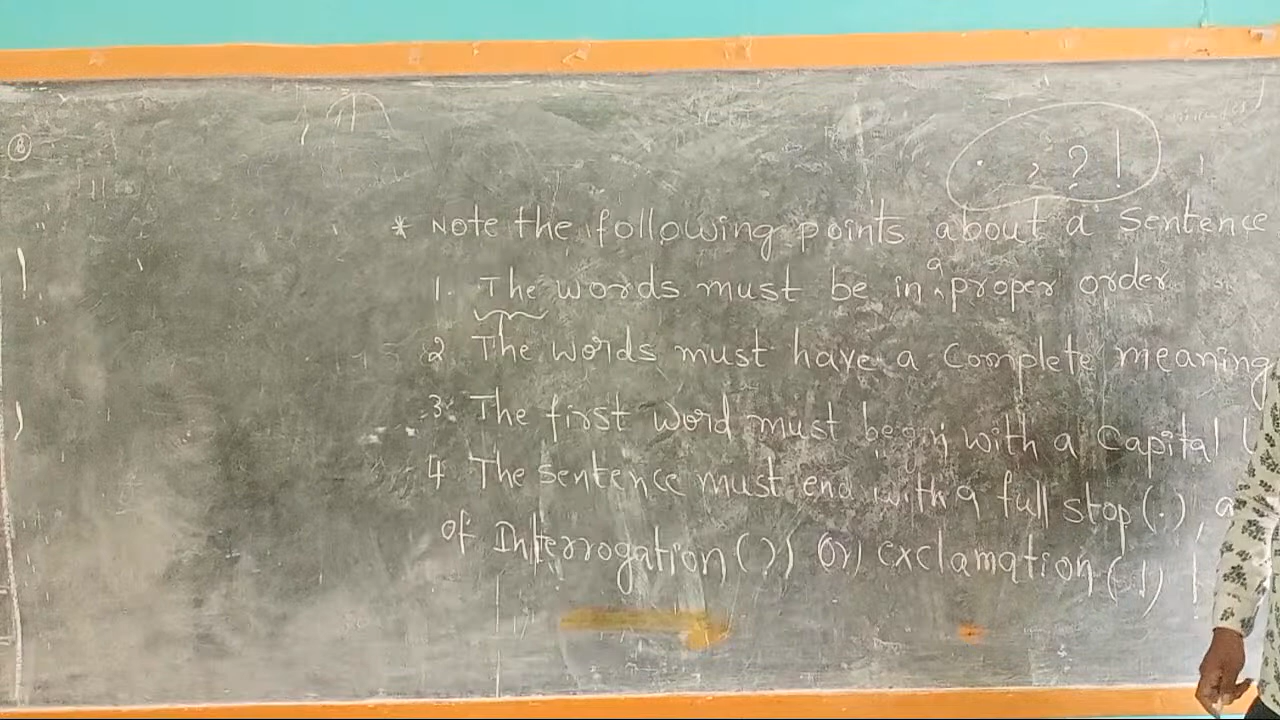 . , ? !
* Note the following points about a Sentence
1. The words must be in a proper order
2 The words must have a Complete meaning
3. The first word must begin with a Capital
4 The sentence must end with a full stop (.), a
of Interrogation (?) (or) exclamation (!)